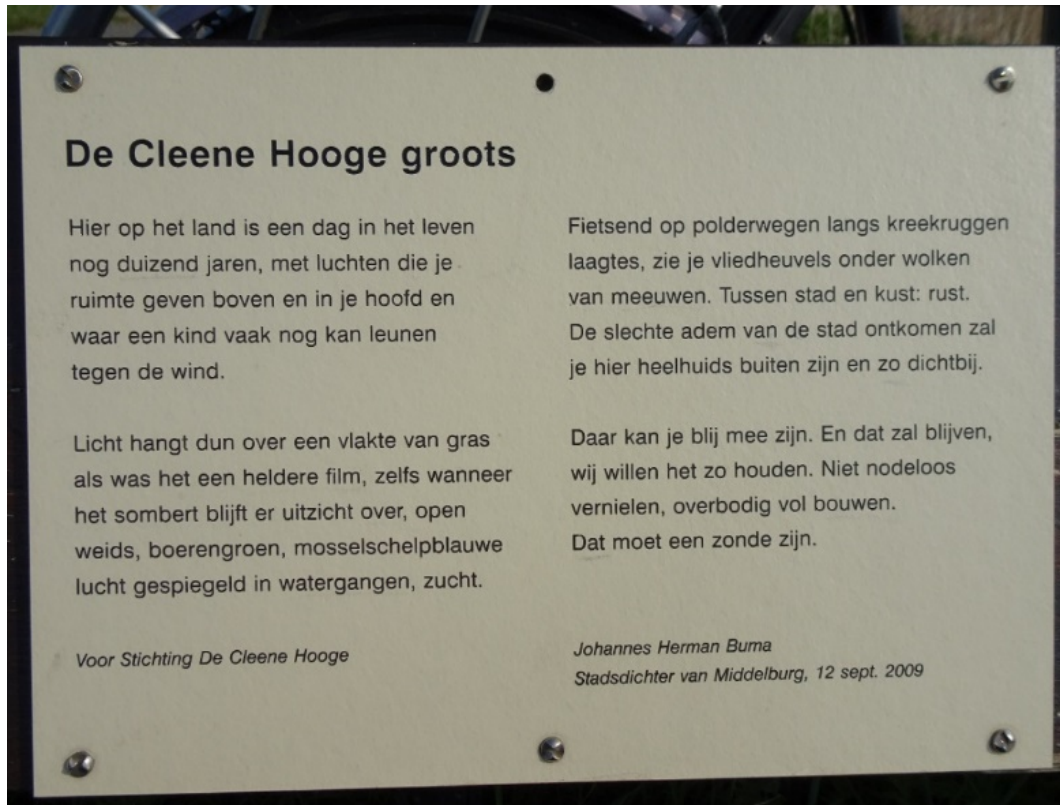 De Cleene Hooge groots
Hier op het land is een dag in het leven
nog duizend jaren, met luchten die je
ruimte geven boven en in je hoofd en
waar een kind vaak nog kan leunen
tegen de wind.
Licht hangt dun over een vlakte van gras
als was het een heldere film, zelfs wanneer
het sombert blijft er uitzicht over, open
weids, boerengroen, mosselschelpblauwe
lucht gespiegeld in watergangen, zucht.
Voor Stichting De Cleene Hooge
Fietsend op polderwegen langs kreekruggen
laagtes, zie je vliedheuvels onder wolken
van meeuwen. Tussen stad en kust: rust.
De slechte adem van de stad ontkomen zal
je hier heelhuids buiten zijn en zo dichtbij.
Daar kan je blij mee zijn. En dat zal blijven,
wij willen het zo houden. Niet nodeloos
vernielen, overbodig vol bouwen.
Dat moet een zonde zijn.
Johannes Herman Buma
Stadsdichter van Middelburg, 12 sept. 2009